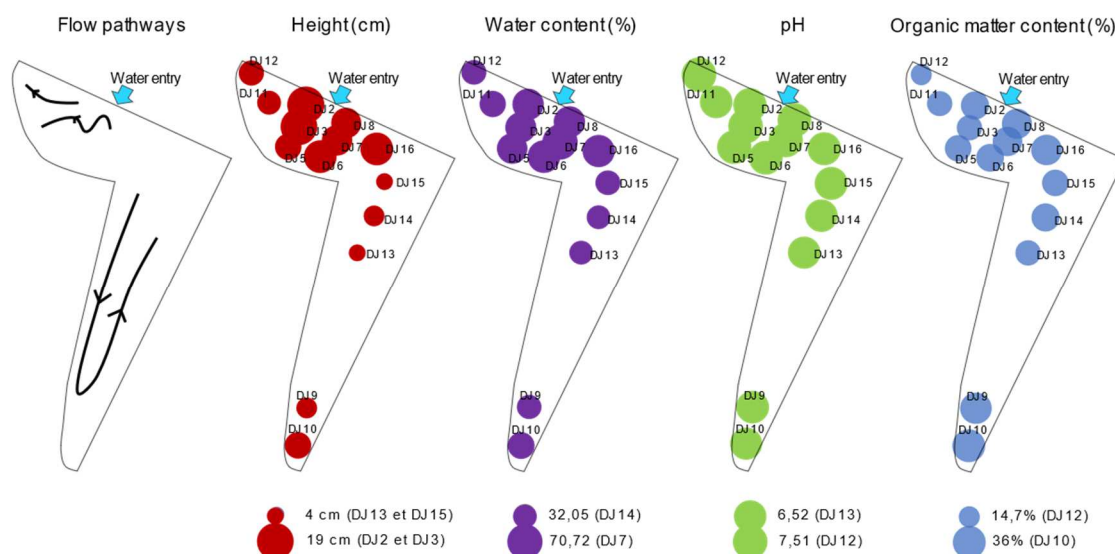 Flow pathways
Height (cm)
Water content (%)
pH
Organic matter content (%)
Water entry
DJ12
Water entry
DJ11
DJ2
DJ8
DJ3
DJ7
DJ5
DJ6
DJ16
DJ15
DJ14
DJ13
DJ9
DJ10
DJ12
Water entry
DJ11
DJ2
DJ8
DJ3
DJ7
DJ5
DJ6
DJ16
DJ15
DJ14
DJ13
DJ9
DJ10
DJ12
Water entry
DJ11
DJ2
DJ8
DJ3
DJ7
DJ5
DJ6
DJ16
DJ15
DJ14
DJ13
DJ9
DJ10
DJ12
Water entry
DJ11
DJ2
DJ8
DJ3
DJ7
DJ5
DJ6
DJ16
DJ15
DJ14
DJ13
DJ9
DJ10
4 cm (DJ13 et DJ15)
19 cm (DJ2 et DJ3)
32,05 (DJ14)
70,72 (DJ7)
6,52 (DJ13)
7,51 (DJ12)
14,7% (DJ12)
36% (DJ10)